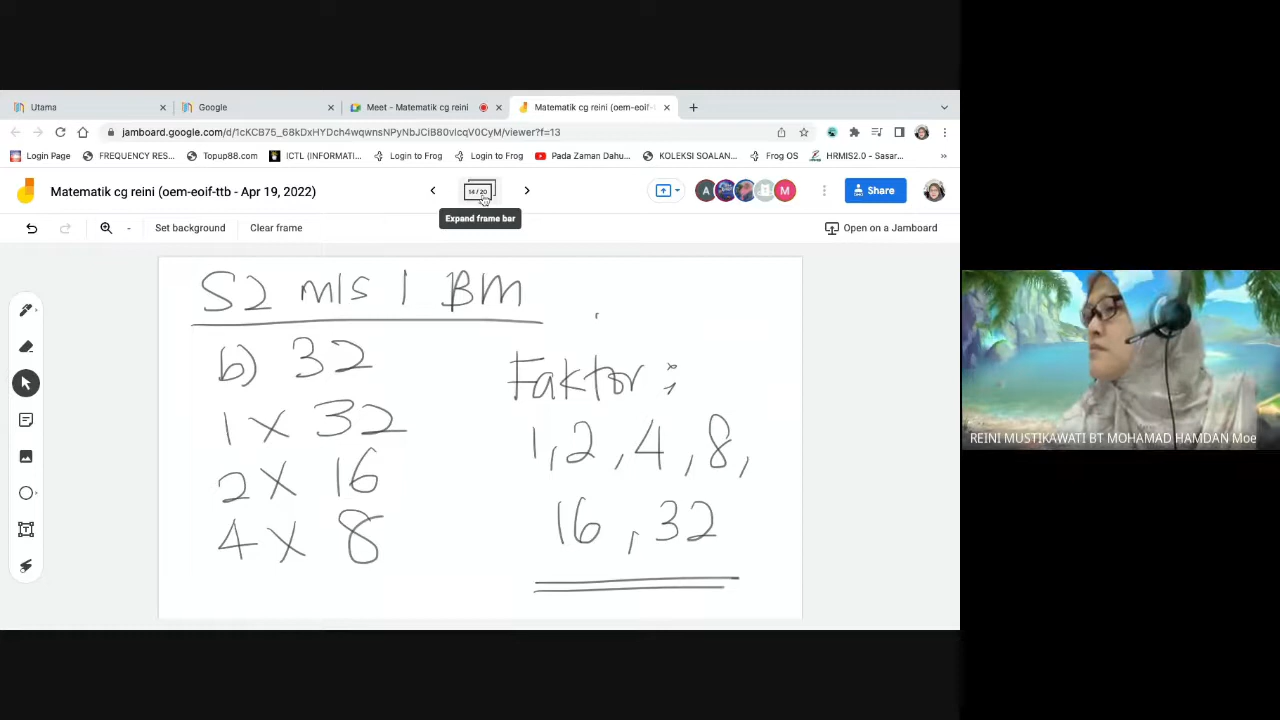 Utama
Google
Meet - Matematik cg reini
Matematik cg reini (oem-eoif-
jamboard.google.com/d/1cKCB75_68kDxHYDch4wqwnsNPyNbJCiB80vIcqV0CyM/viewer?f=13
Login Page
FREQUENCY RES...
Topup88.com
ICTL (INFORMATI...
Login to Frog
Login to Frog
Pada Zaman Dahu...
KOLEKSI SOALAN...
Frog OS
HRMIS2.0 - Sasar...
»
Matematik cg reini (oem-eoif-ttb - Apr 19, 2022)
14 / 20
A
M
Share
Expand frame bar
Set background
Clear frame
Open on a Jamboard
S2 m/s 1 BM
b) 32
1 x 32
2 x 16
4 x 8
Faktor :
1, 2, 4, 8,
16, 32
REINI MUSTIKAWATI BT MOHAMAD HAMDAN Moe